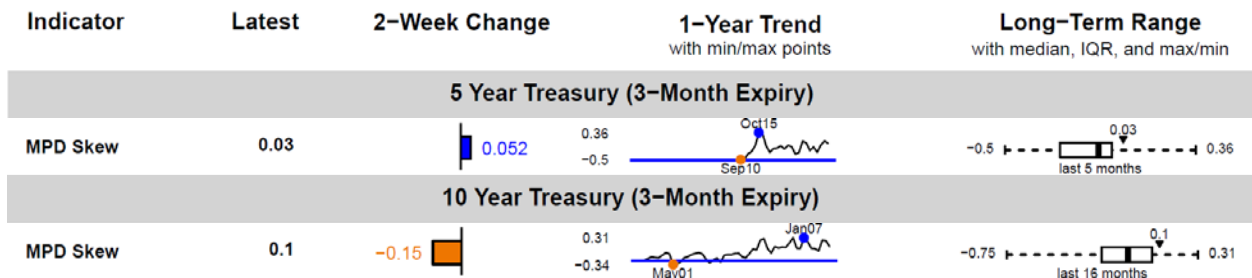 Indicator Latest 2−Week Change 1−Year Trend Long−Term Range
with min/max points with median, IQR, and max/min
5 Year Treasury (3−Month Expiry)
MPD Skew 0.03 0.052 0.36 −0.5 Oct15 Sep10 −0.5 0.03 0.36
last 5 months
10 Year Treasury (3−Month Expiry)
MPD Skew 0.1 −0.15 0.31 −0.34 Jan07 May01 −0.75 0.1 0.31
last 16 months